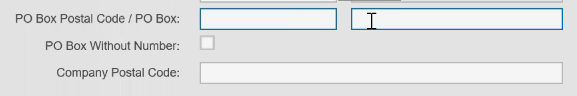 PO Box Postal Code / PO Box:
PO Box Without Number:
Company Postal Code: